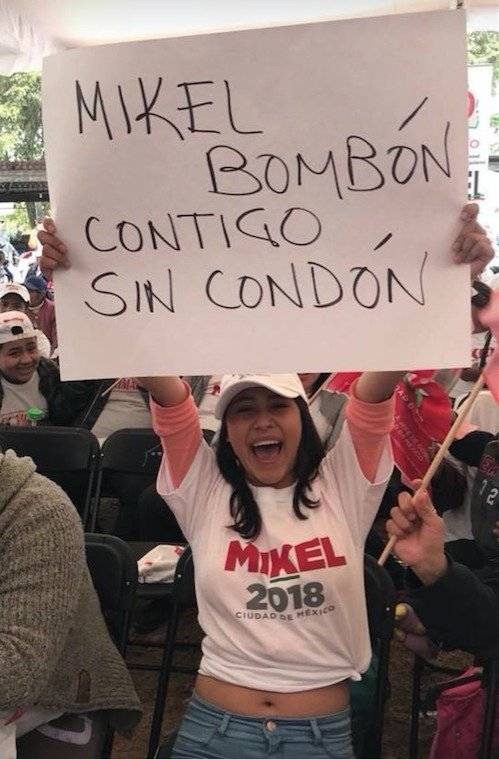 MIKEL
BOMBÓN
CONTIGO
SIN CONDÓN
MIKEL
2018
CIUDAD DE MÉXICO